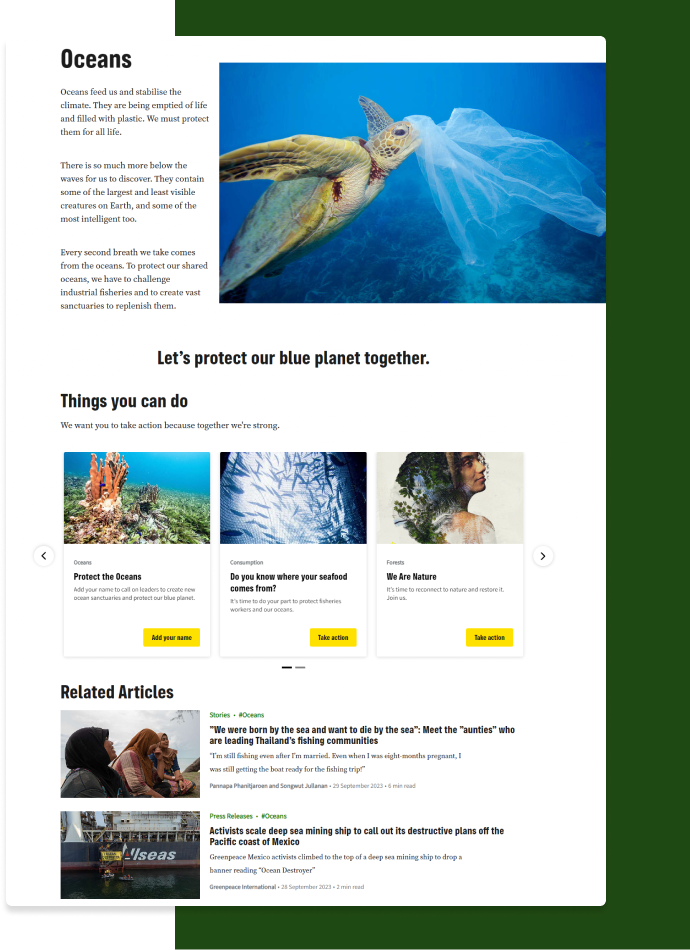 Oceans
Oceans feed us and stabilise the
climate. They are being emptied of life
and filled with plastic. We must protect
them for all life.
There is so much more below the
waves for us to discover. They contain
some of the largest and least visible
creatures on Earth, and some of the
most intelligent too.
Every second breath we take comes
from the oceans. To protect our shared
oceans, we have to challenge
industrial fisheries and to create vast
sanctuaries to replenish them.
Let’s protect our blue planet together.
Things you can do
We want you to take action because together we're strong.
Oceans
Protect the Oceans
Add your name to call on leaders to create new
ocean sanctuaries and protect our blue planet.
Add your name
Consumption
Do you know where your seafood
comes from?
It's time to do your part to protect fisheries
workers and our oceans.
Take action
Forests
We Are Nature
It's time to reconnect to nature and restore it.
Join us.
Take action
Related Articles
Stories • #Oceans
"We were born by the sea and want to die by the sea": Meet the "aunties" who
are leading Thailand's fishing communities
"I'm still fishing even after I'm married. Even when I was eight-months pregnant, I
was still getting the boat ready for the fishing trip!"
Pennapa Phanitjaroen and Songwut Jullanan • 29 September 2023 • 6 min read
Press Releases • #Oceans
Activists scale deep sea mining ship to call out its destructive plans off the
Pacific coast of Mexico
Greenpeace Mexico activists climbed to the top of a deep sea mining ship to drop a
banner reading "Ocean Destroyer"
Greenpeace International • 28 September 2023 • 2 min read
llseas